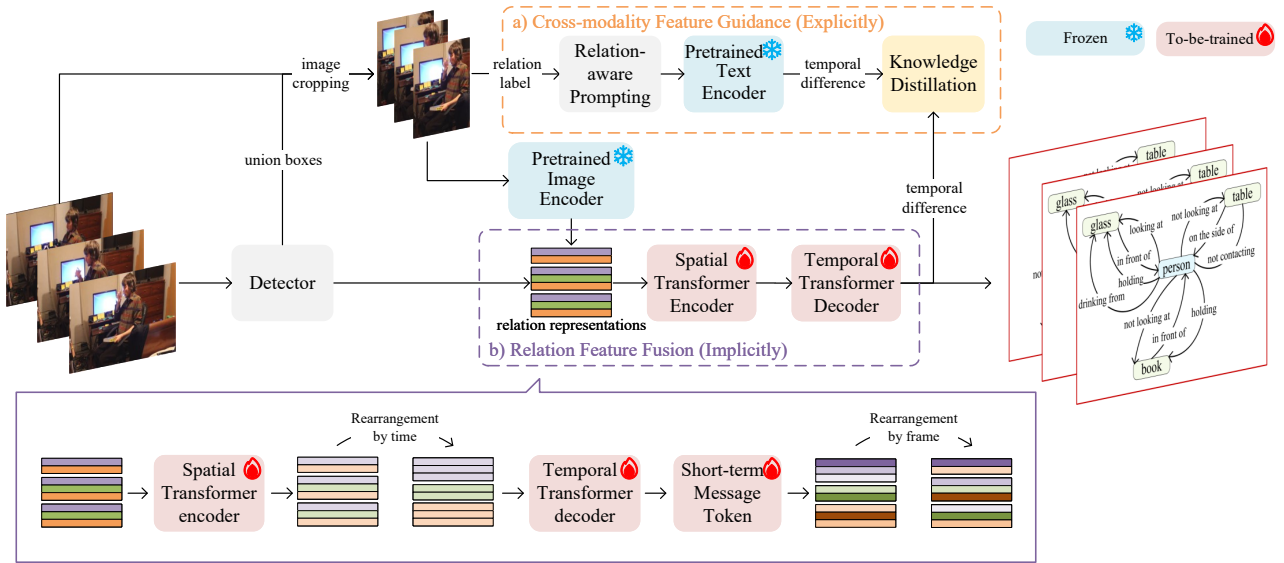 a) Cross-modality Feature Guidance (Explicitly)
image
cropping
relation
label
Relation-
aware
Prompting
Pretrained
Text
Encoder
temporal
difference
Knowledge
Distillation
Frozen
To-be-trained
union boxes
Pretrained
Image
Encoder
temporal
difference
Detector
relation representations
Spatial
Transformer
Encoder
Temporal
Transformer
Decoder
b) Relation Feature Fusion (Implicitly)
table
table
glass
not looking at
table
glass
looking at
not looking at
on the side of
in front of
person
not contacting
holding
drinking from
not looking at
holding
in front of
book
Spatial
Transformer
encoder
Rearrangement
by time
Temporal
Transformer
decoder
Short-term
Message
Token
Rearrangement
by frame